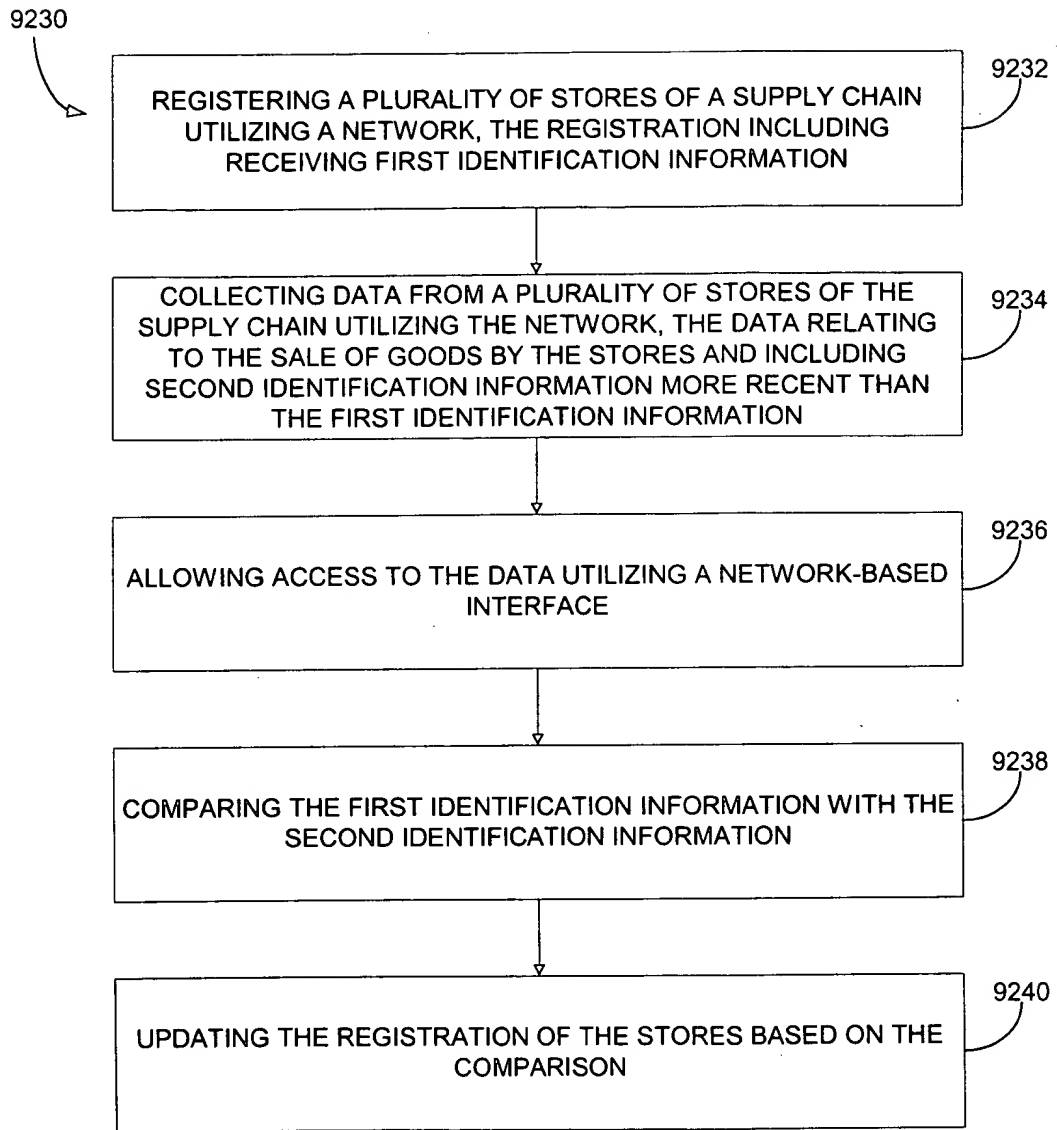 9230
9232
REGISTERING A PLURALITY OF STORES OF A SUPPLY CHAIN
UTILIZING A NETWORK, THE REGISTRATION INCLUDING
RECEIVING FIRST IDENTIFICATION INFORMATION
9234
COLLECTING DATA FROM A PLURALITY OF STORES OF THE
SUPPLY CHAIN UTILIZING THE NETWORK, THE DATA RELATING
TO THE SALE OF GOODS BY THE STORES AND INCLUDING
SECOND IDENTIFICATION INFORMATION MORE RECENT THAN
THE FIRST IDENTIFICATION INFORMATION
9236
ALLOWING ACCESS TO THE DATA UTILIZING A NETWORK-BASED
INTERFACE
9238
COMPARING THE FIRST IDENTIFICATION INFORMATION WITH THE
SECOND IDENTIFICATION INFORMATION
9240
UPDATING THE REGISTRATION OF THE STORES BASED ON THE
COMPARISON